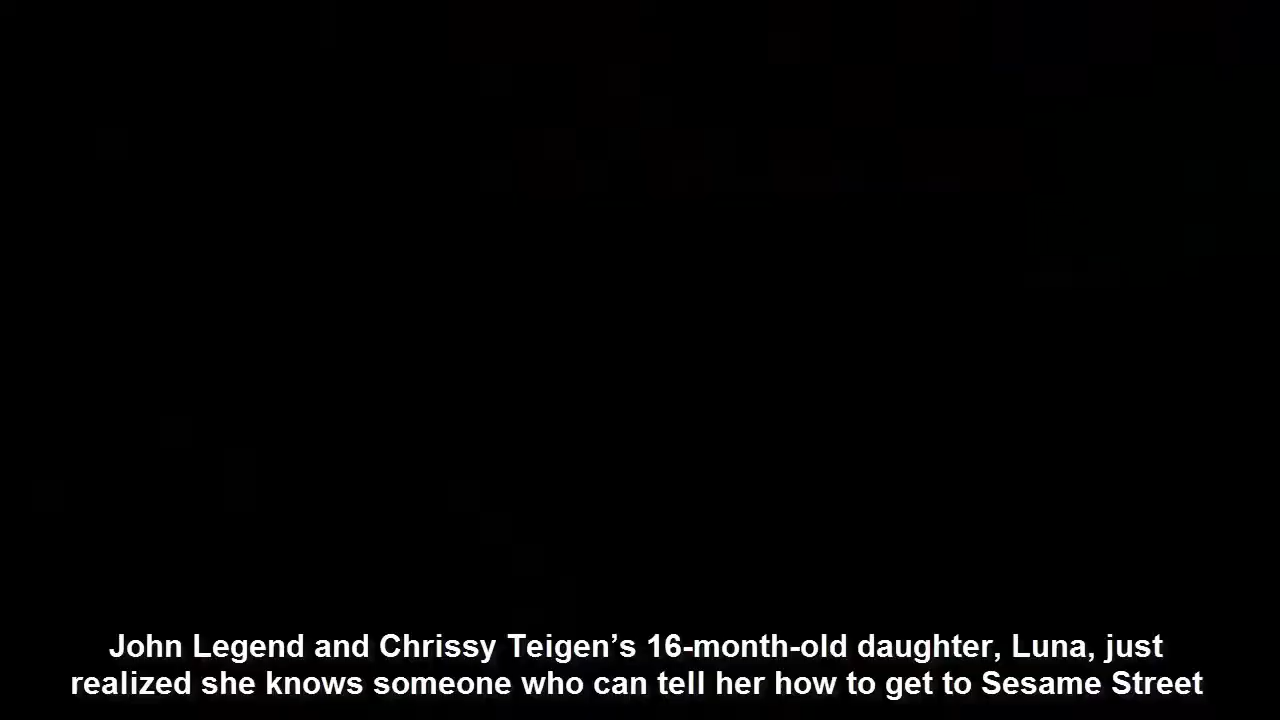 John Legend and Chrissy Teigen’s 16-month-old daughter, Luna, just
realized she knows someone who can tell her how to get to Sesame Street